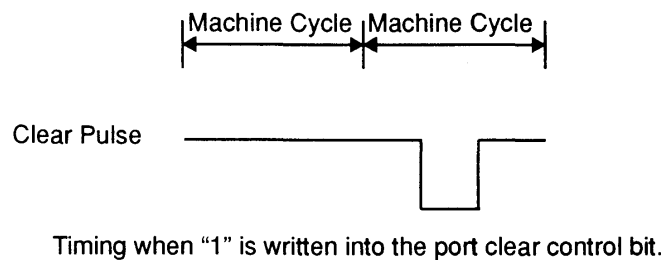 Machine Cycle Machine Cycle
Clear Pulse
Timing when “1” is written into the port clear control bit.